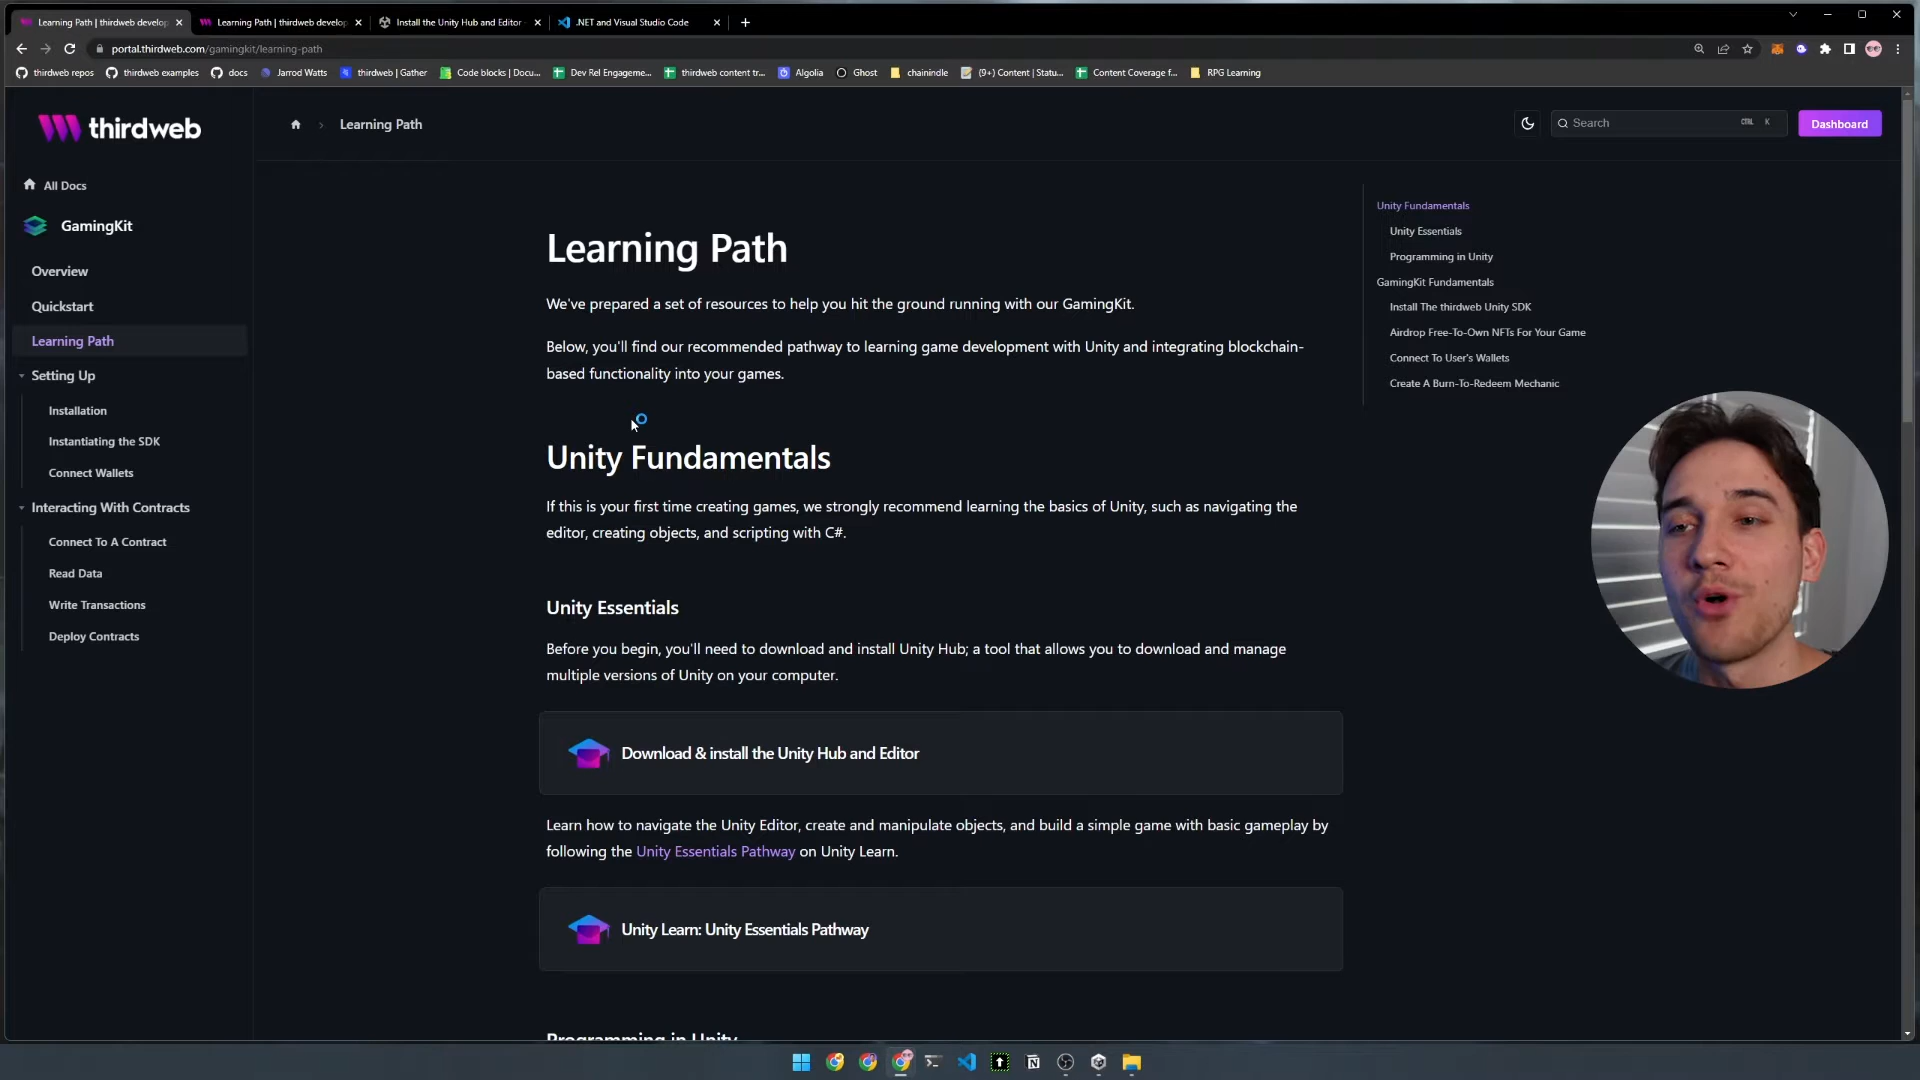 Learning Path | thirdweb develop
Learning Path | thirdweb develop
Install the Unity Hub and Editor
.NET and Visual Studio Code
portal.thirdweb.com/gamingkit/learning-path
thirdweb repos
thirdweb examples
docs
Jarrod Watts
thirdweb | Gather
Code blocks | Docu...
Dev Rel Engageme...
thirdweb content tr...
Algolia
Ghost
chainindle
(9+) Content | Statu...
Content Coverage f...
RPG Learning
thirdweb
Learning Path
Search
CTRL K
Dashboard
All Docs
GamingKit
Overview
Quickstart
Learning Path
Setting Up
Installation
Instantiating the SDK
Connect Wallets
Interacting With Contracts
Connect To A Contract
Read Data
Write Transactions
Deploy Contracts
Learning Path
We've prepared a set of resources to help you hit the ground running with our GamingKit.
Below, you'll find our recommended pathway to learning game development with Unity and integrating blockchain-
based functionality into your games.
Unity Fundamentals
If this is your first time creating games, we strongly recommend learning the basics of Unity, such as navigating the
editor, creating objects, and scripting with C#.
Unity Essentials
Before you begin, you'll need to download and install Unity Hub; a tool that allows you to download and manage
multiple versions of Unity on your computer.
Download & install the Unity Hub and Editor
Learn how to navigate the Unity Editor, create and manipulate objects, and build a simple game with basic gameplay by
following the Unity Essentials Pathway on Unity Learn.
Unity Learn: Unity Essentials Pathway
Programming in Unity
Unity Fundamentals
Unity Essentials
Programming in Unity
GamingKit Fundamentals
Install The thirdweb Unity SDK
Airdrop Free-To-Own NFTs For Your Game
Connect To User's Wallets
Create A Burn-To-Redeem Mechanic